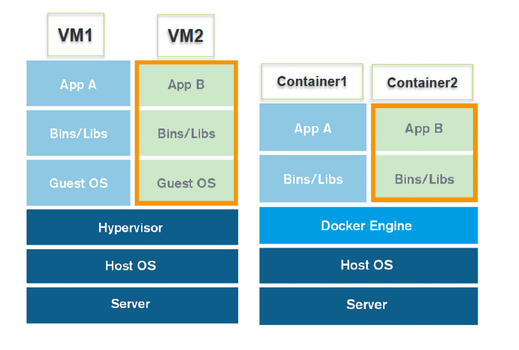 VM1
VM2
App A
App B
Bins/Libs
Bins/Libs
Guest OS
Guest OS
Hypervisor
Host OS
Server
Container1
Container2
App A
App B
Bins/Libs
Bins/Libs
Docker Engine
Host OS
Server